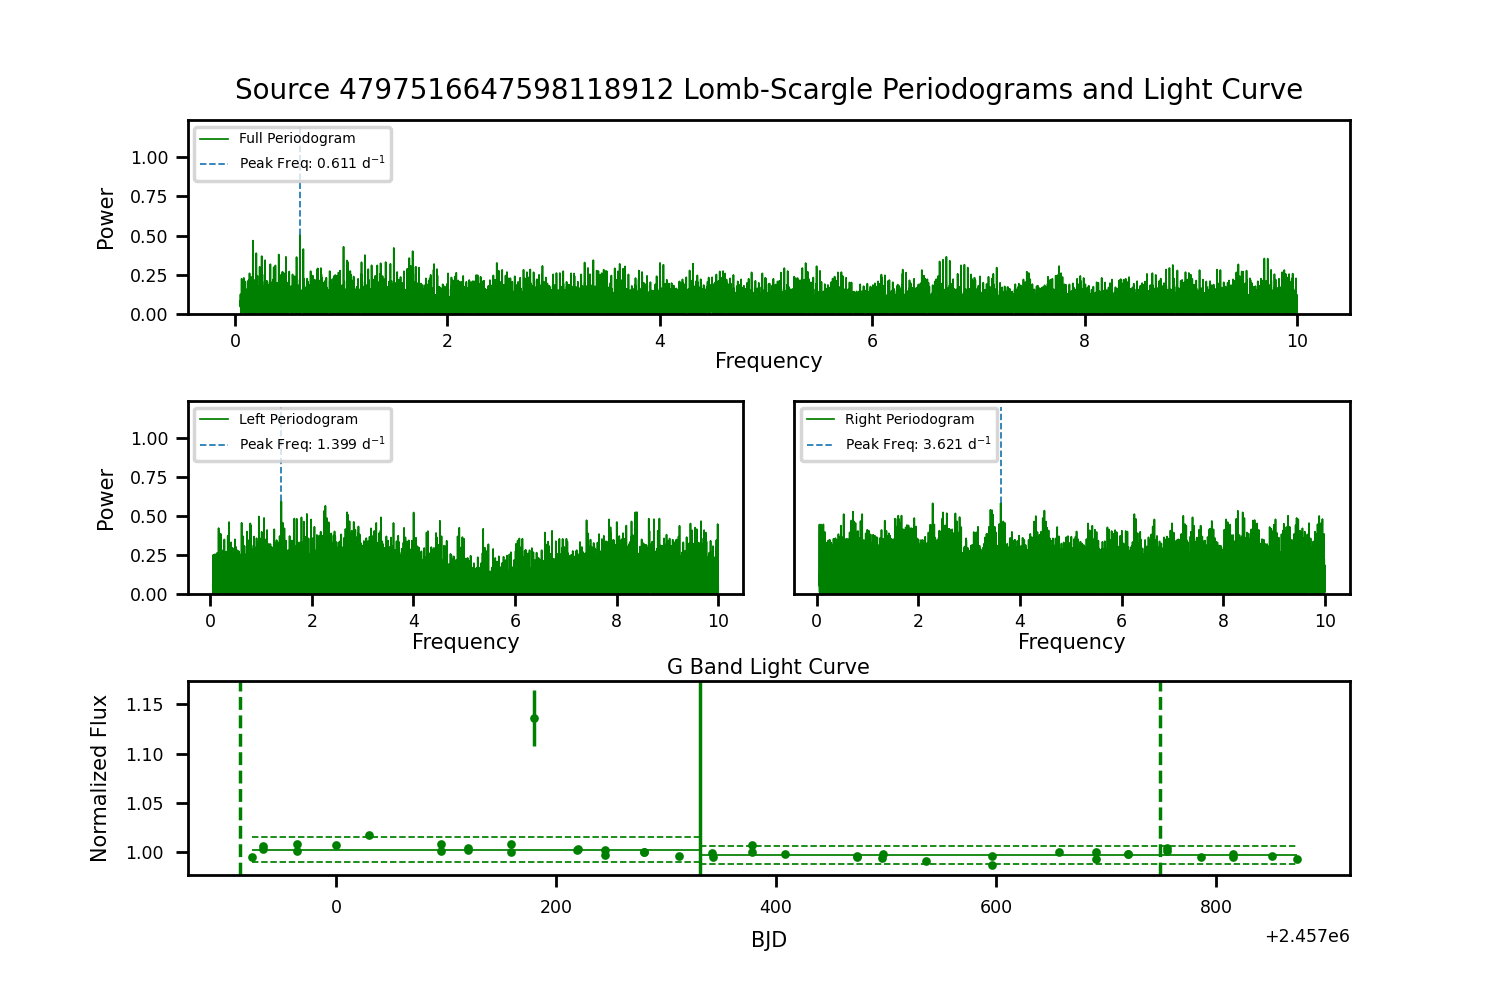 Source 4797516647598118912 Lomb-Scargle Periodograms and Light Curve
Full Periodogram
Peak Freq: 0.611 d⁻¹
Power
1.00
0.75
0.50
0.25
0.00
0 2 4 6 8 10
Frequency
Left Periodogram
Peak Freq: 1.399 d⁻¹
Power
1.00
0.75
0.50
0.25
0.00
0 2 4 6 8 10
Frequency
Right Periodogram
Peak Freq: 3.621 d⁻¹
0 2 4 6 8 10
Frequency
G Band Light Curve
Normalized Flux
1.15
1.10
1.05
1.00
0 200 400 600 800
BJD
+2.457e6